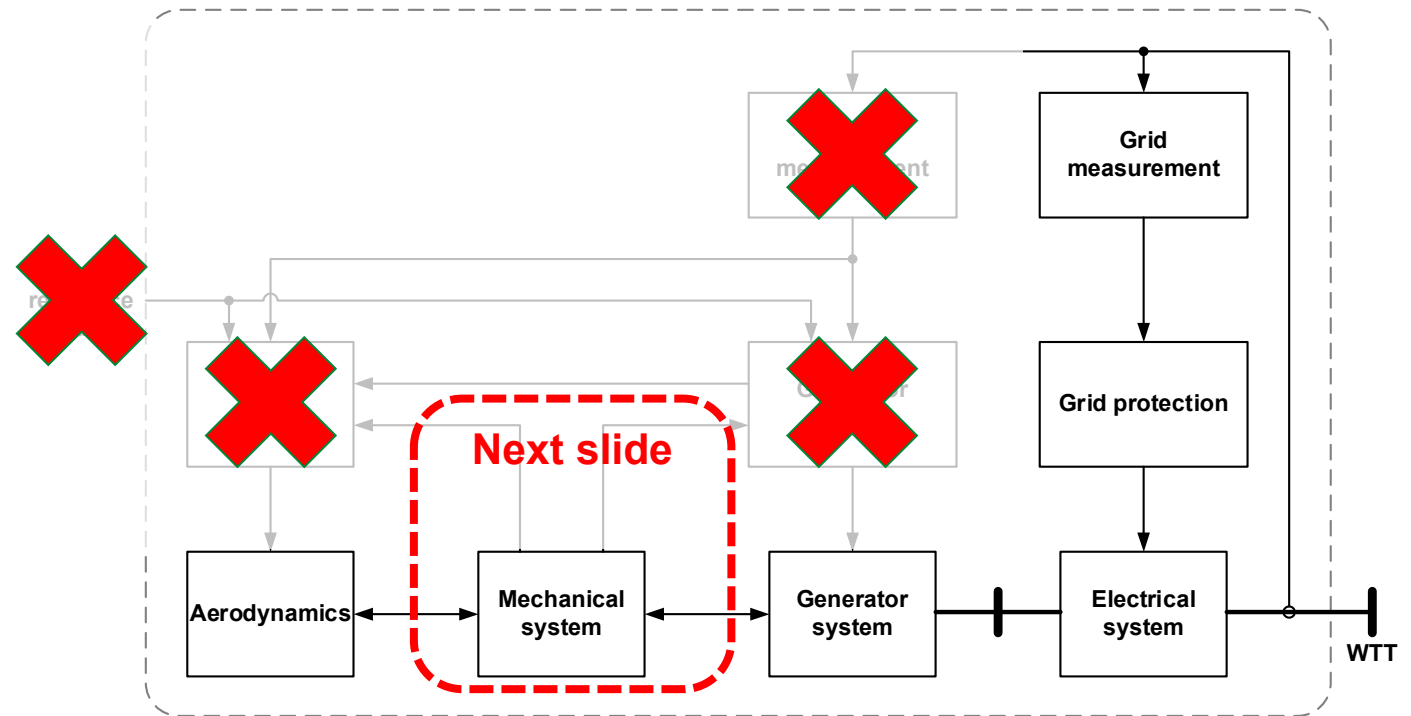 Grid
measurement
Grid protection
Next slide
Aerodynamics
Mechanical
system
Generator
system
Electrical
system
WTT